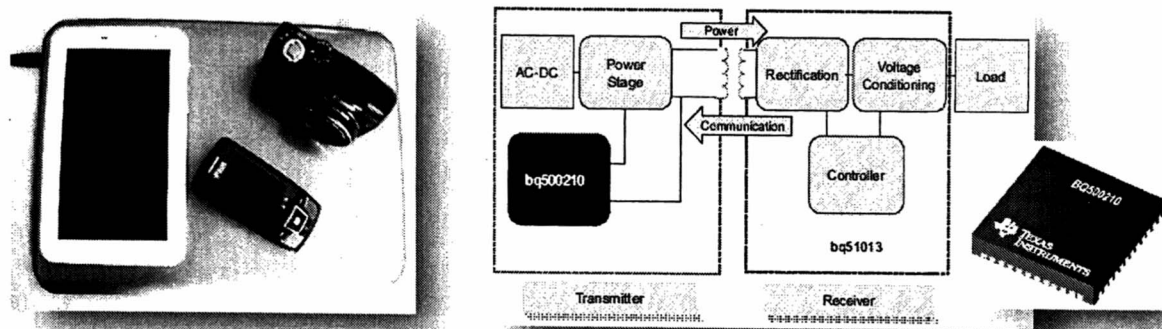 Power
AC-DC
Power
Stage
Rectification
Voltage
Conditioning
Load
Communication
bq500210
Controller
bq51013
BQ500210
TEXAS
INSTRUMENTS
Transmitter
Receiver